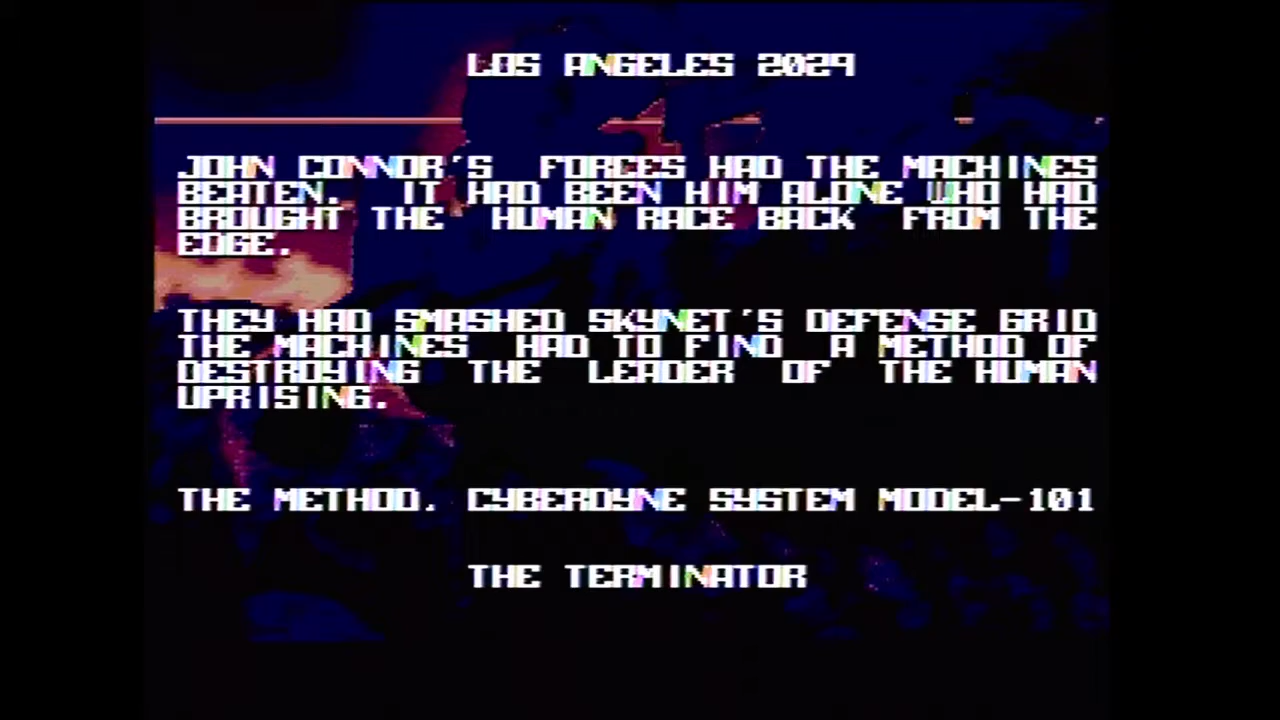 LOS ANGELES 2029
JOHN CONNOR'S FORCES HAD THE MACHINES
BEATEN. IT HAD BEEN HIM ALONE WHO HAD
BROUGHT THE HUMAN RACE BACK FROM THE
EDGE.
THEY HAD SMASHED SKYNET'S DEFENSE GRID
THE MACHINES HAD TO FIND A METHOD OF
DESTROYING THE LEADER OF THE HUMAN
UPRISING.
THE METHOD. CYBERDYNE SYSTEM MODEL-101
THE TERMINATOR